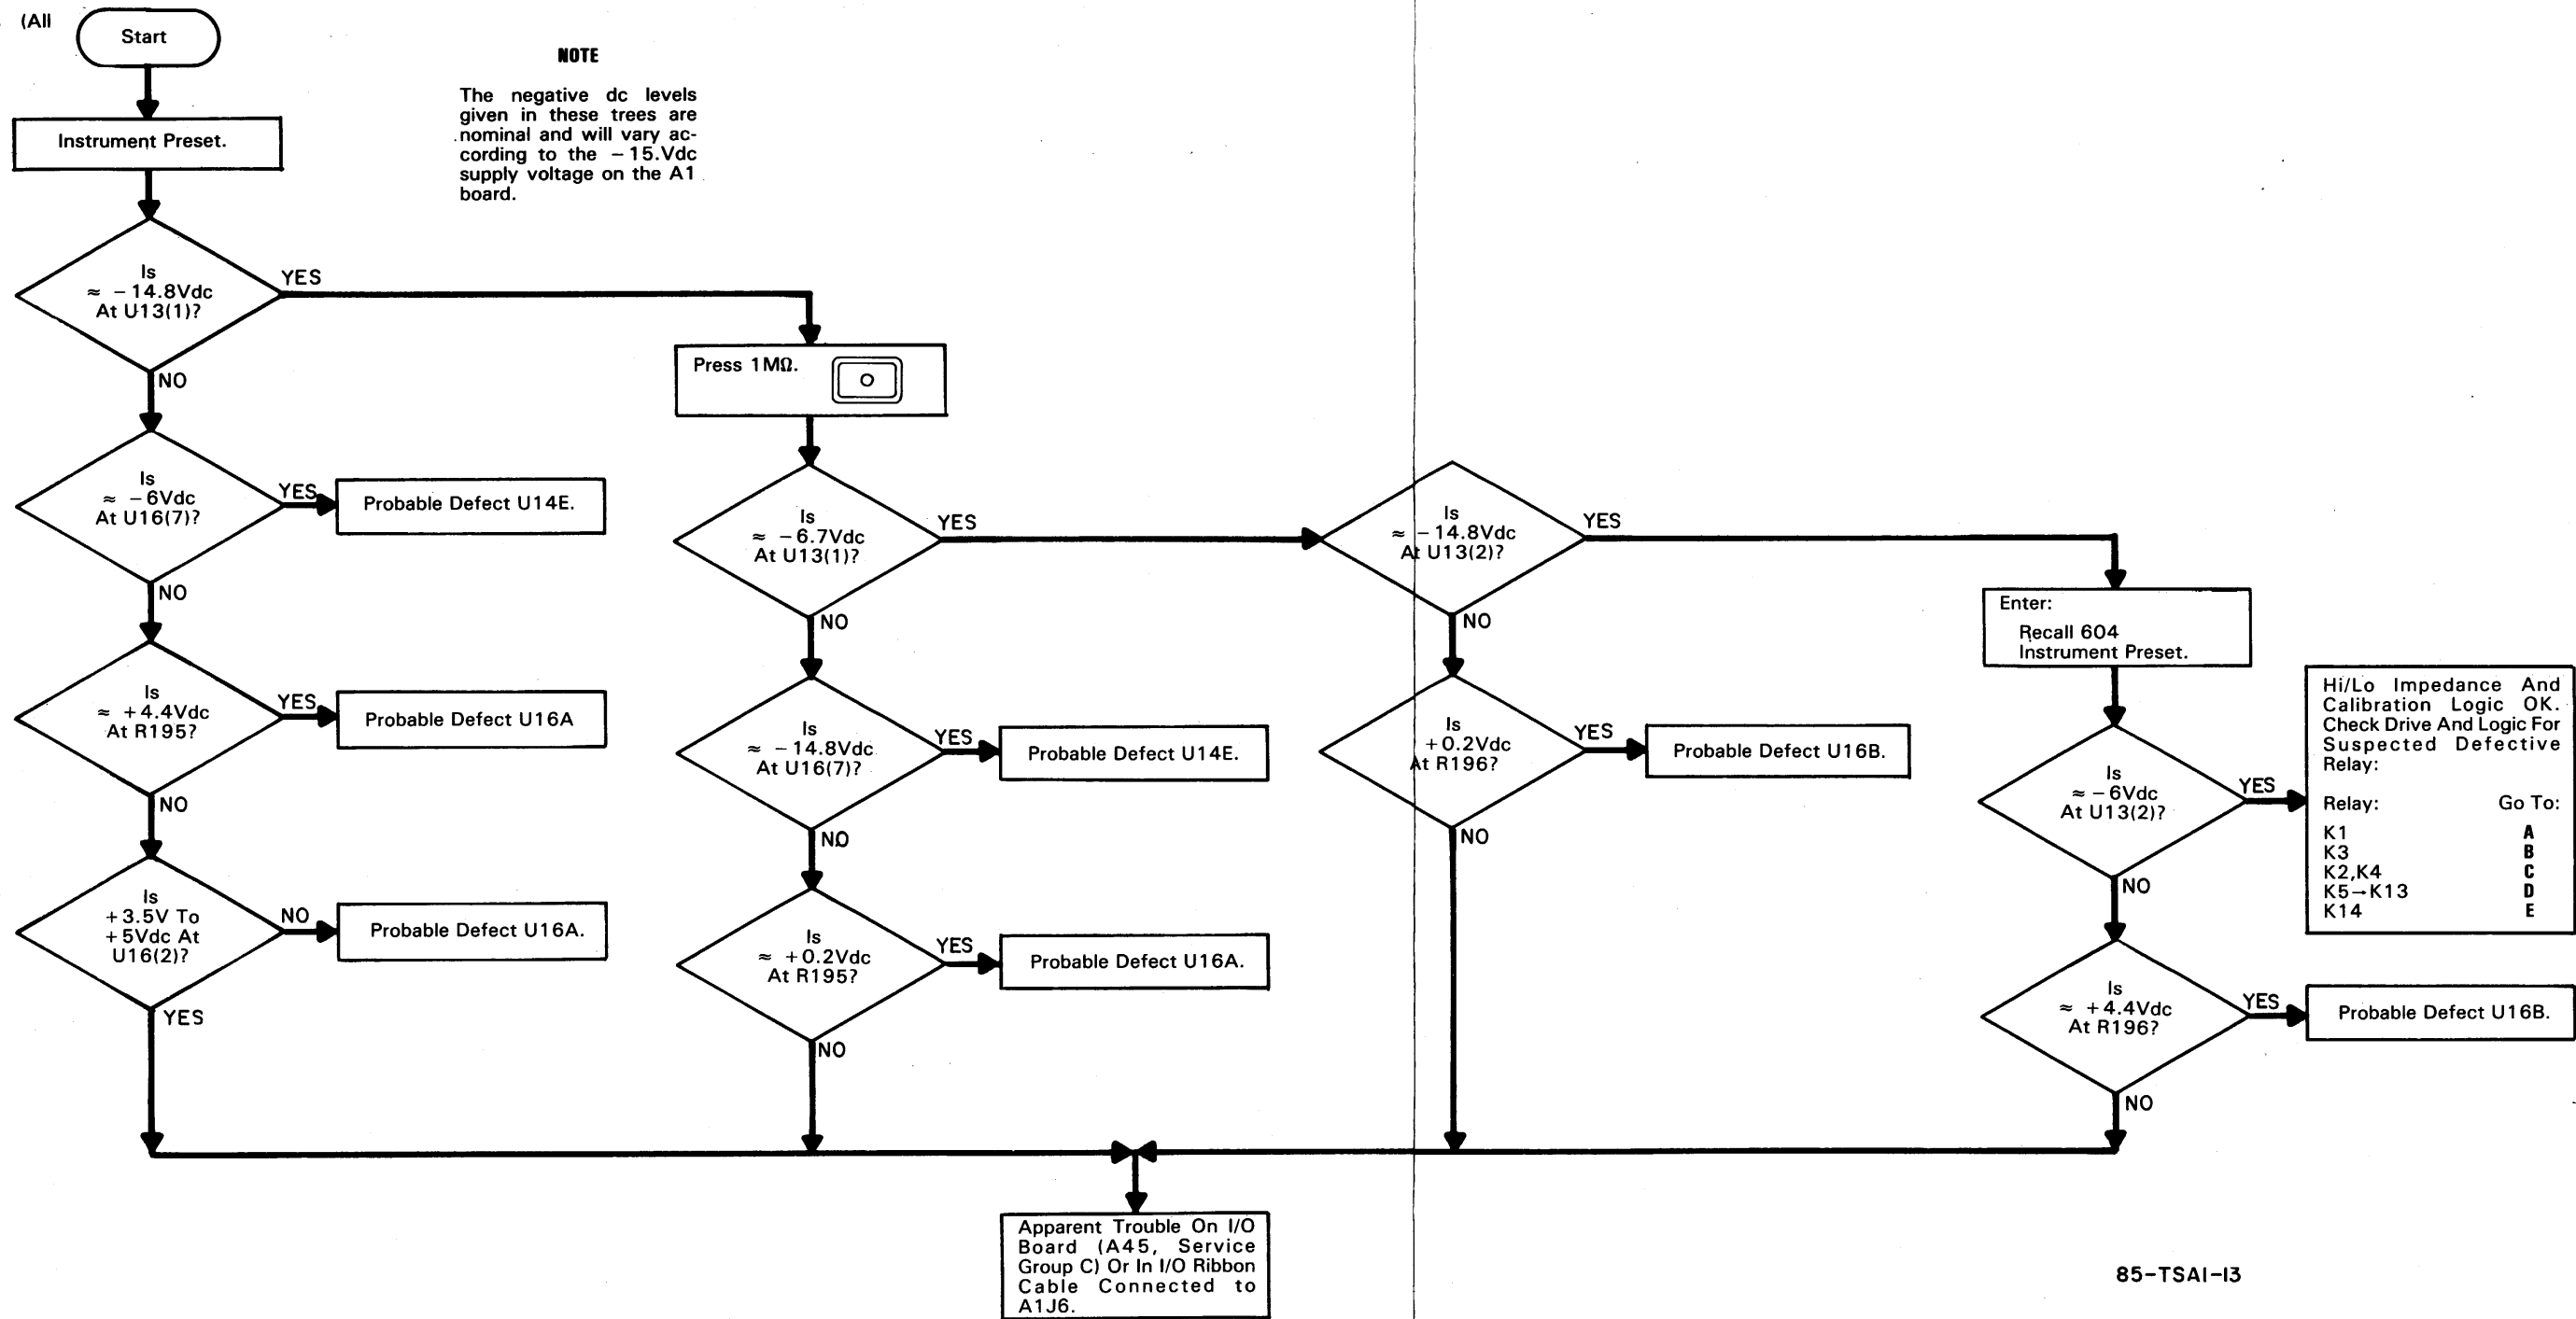 (All
Start
NOTE
The negative dc levels
given in these trees are
nominal and will vary ac-
cording to the −15.Vdc
supply voltage on the A1
board.
Instrument Preset.
Is
≈ −14.8Vdc
At U13(1)?
YES
NO
Press 1MΩ.
Is
≈ −6Vdc
At U16(7)?
YES
Probable Defect U14E.
NO
Is
≈ +4.4Vdc
At R195?
YES
Probable Defect U16A
NO
Is
+3.5V To
+5Vdc At
U16(2)?
NO
Probable Defect U16A.
YES
Is
≈ −6.7Vdc
At U13(1)?
YES
NO
Is
≈ −14.8Vdc
At U16(7)?
YES
Probable Defect U14E.
NO
Is
≈ +0.2Vdc
At R195?
YES
Probable Defect U16A.
NO
Is
≈ −14.8Vdc
At U13(2)?
YES
NO
Is
+0.2Vdc
At R196?
YES
Probable Defect U16B.
NO
Enter:
Recall 604
Instrument Preset.
Is
≈ −6Vdc
At U13(2)?
YES
NO
Hi/Lo Impedance And
Calibration Logic OK.
Check Drive And Logic For
Suspected Defective
Relay:
Relay: Go To:
K1 A
K3 B
K2,K4 C
K5→K13 D
K14 E
Is
≈ +4.4Vdc
At R196?
YES
Probable Defect U16B.
NO
Apparent Trouble On I/O
Board (A45, Service
Group C) Or In I/O Ribbon
Cable Connected to
A1J6.
85-TSA1-13